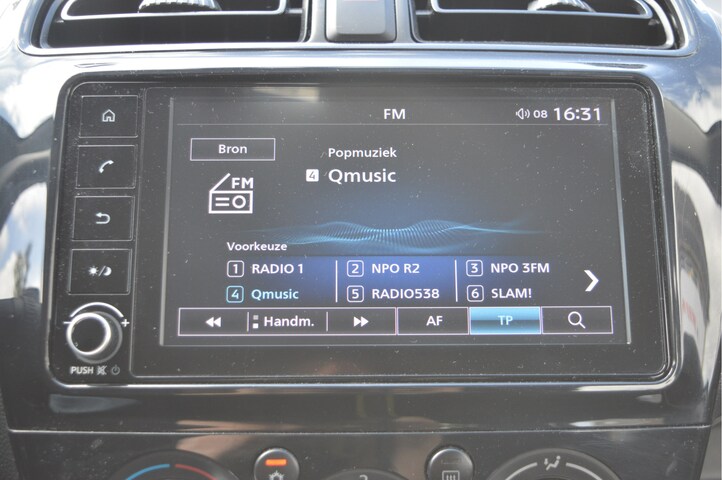 FM
08 16:31
Bron
Popmuziek
4 Qmusic
FM
Voorkeuze
1 RADIO 1
2 NPO R2
3 NPO 3FM
4 Qmusic
5 RADIO538
6 SLAM!
Handm.
AF
TP
- +
PUSH